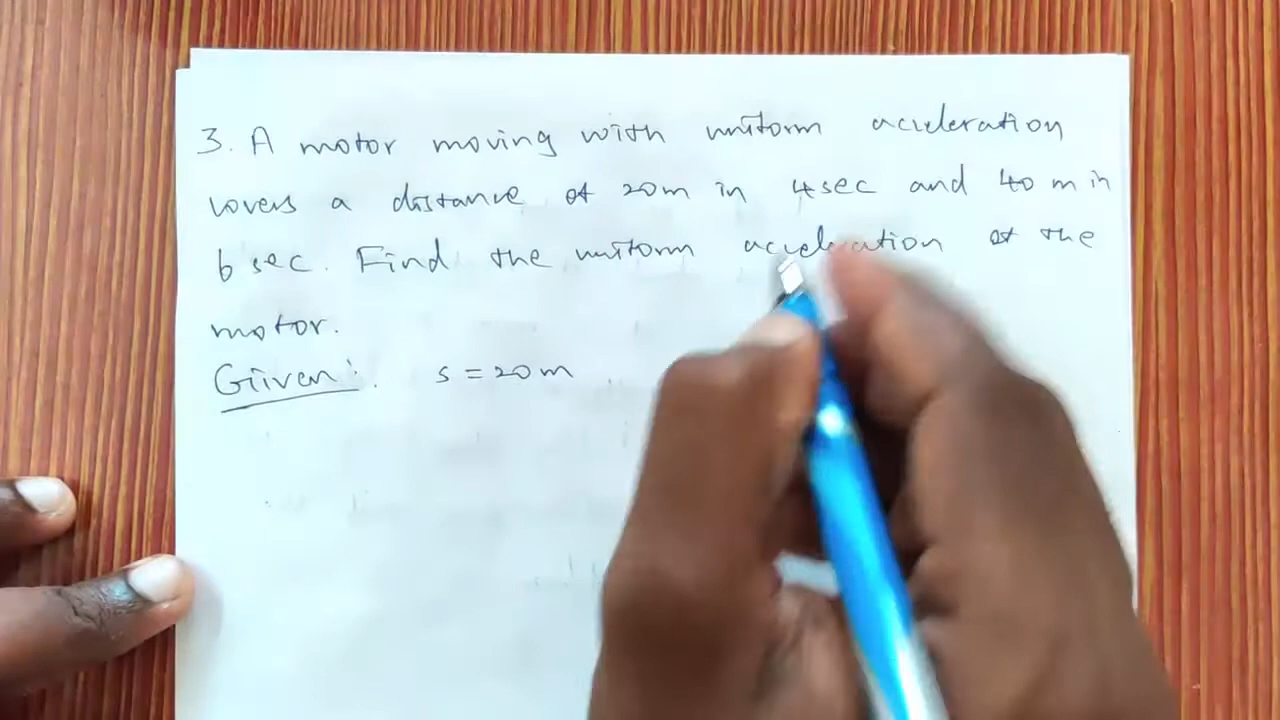 3. A motor moving with uniform acceleration
covers a distance of 20m in 4sec and 40 m in
6 sec. Find the uniform acceleration of the
motor.
Given: s = 20m